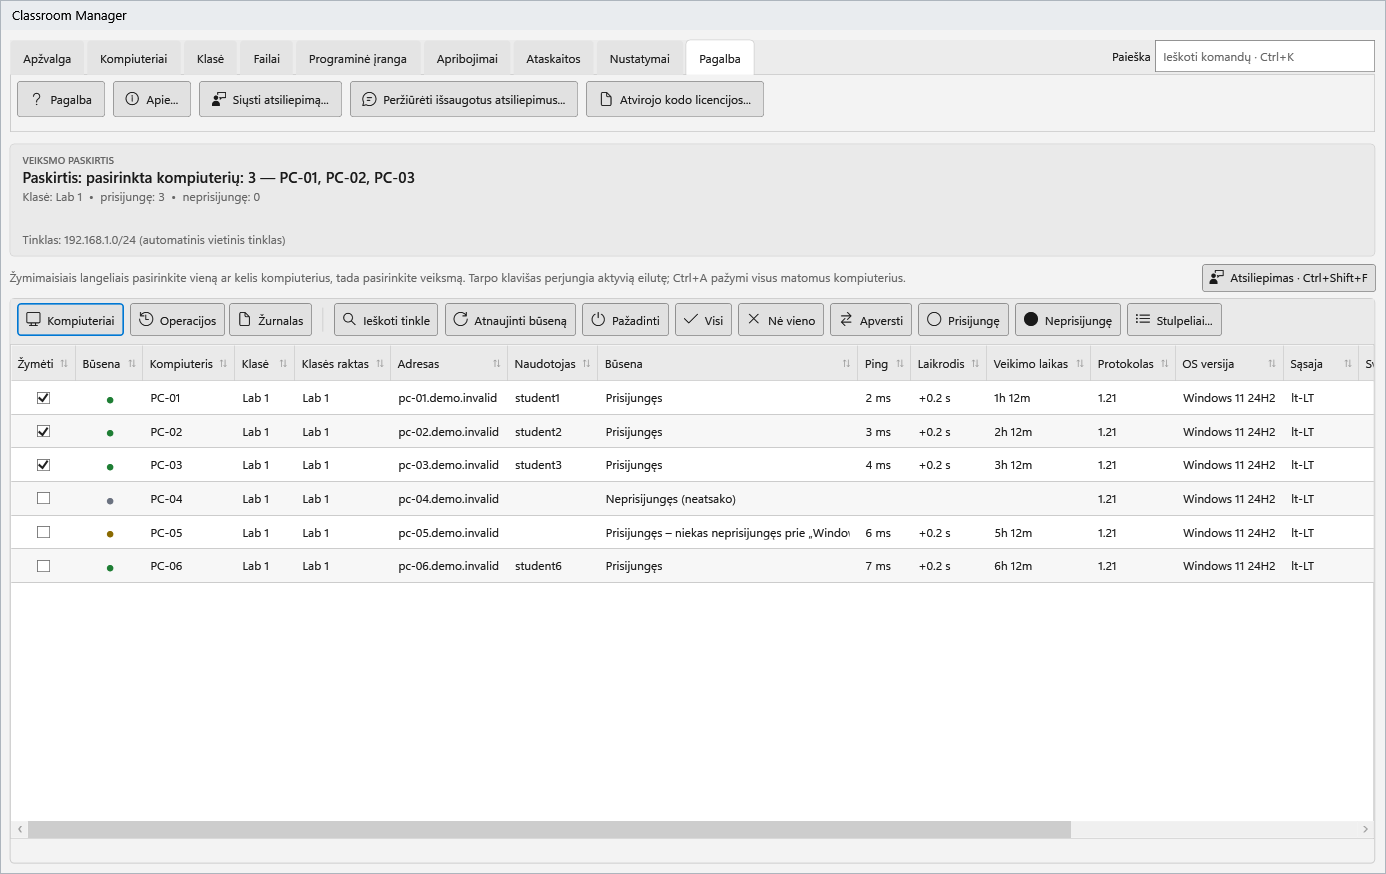 Classroom Manager
Apžvalga Kompiuteriai Klasė Failai Programinė įranga Apribojimai Ataskaitos Nustatymai Pagalba Paieška Ieškoti komandų · Ctrl+K
? Pagalba Apie... Siųsti atsiliepimą... Peržiūrėti išsaugotus atsiliepimus... Atvirojo kodo licencijos...
VEIKSMO PASKIRTIS
Paskirtis: pasirinkta kompiuterių: 3 — PC-01, PC-02, PC-03
Klasė: Lab 1 • prisijungę: 3 • neprisijungę: 0
Tinklas: 192.168.1.0/24 (automatinis vietinis tinklas)
Žymimaisiais langeliais pasirinkite vieną ar kelis kompiuterius, tada pasirinkite veiksmą. Tarpo klavišas perjungia aktyvią eilutę; Ctrl+A pažymi visus matomus kompiuterius. Atsiliepimas · Ctrl+Shift+F
Kompiuteriai Operacijos Žurnalas Ieškoti tinkle Atnaujinti būseną Pažadinti Visi Nė vieno Apversti Prisijungę Neprisijungę Stulpeliai...
Žymėti Būsena Kompiuteris Klasė Klasės raktas Adresas Naudotojas Būsena Ping Laikrodis Veikimo laikas Protokolas OS versija Sąsaja
PC-01 Lab 1 Lab 1 pc-01.demo.invalid student1 Prisijungęs 2 ms +0.2 s 1h 12m 1.21 Windows 11 24H2 lt-LT
PC-02 Lab 1 Lab 1 pc-02.demo.invalid student2 Prisijungęs 3 ms +0.2 s 2h 12m 1.21 Windows 11 24H2 lt-LT
PC-03 Lab 1 Lab 1 pc-03.demo.invalid student3 Prisijungęs 4 ms +0.2 s 3h 12m 1.21 Windows 11 24H2 lt-LT
PC-04 Lab 1 Lab 1 pc-04.demo.invalid Neprisijungęs (neatsako) 1.21 Windows 11 24H2 lt-LT
PC-05 Lab 1 Lab 1 pc-05.demo.invalid Prisijungęs – niekas neprisijungęs prie „Windo 6 ms +0.2 s 5h 12m 1.21 Windows 11 24H2 lt-LT
PC-06 Lab 1 Lab 1 pc-06.demo.invalid student6 Prisijungęs 7 ms +0.2 s 6h 12m 1.21 Windows 11 24H2 lt-LT